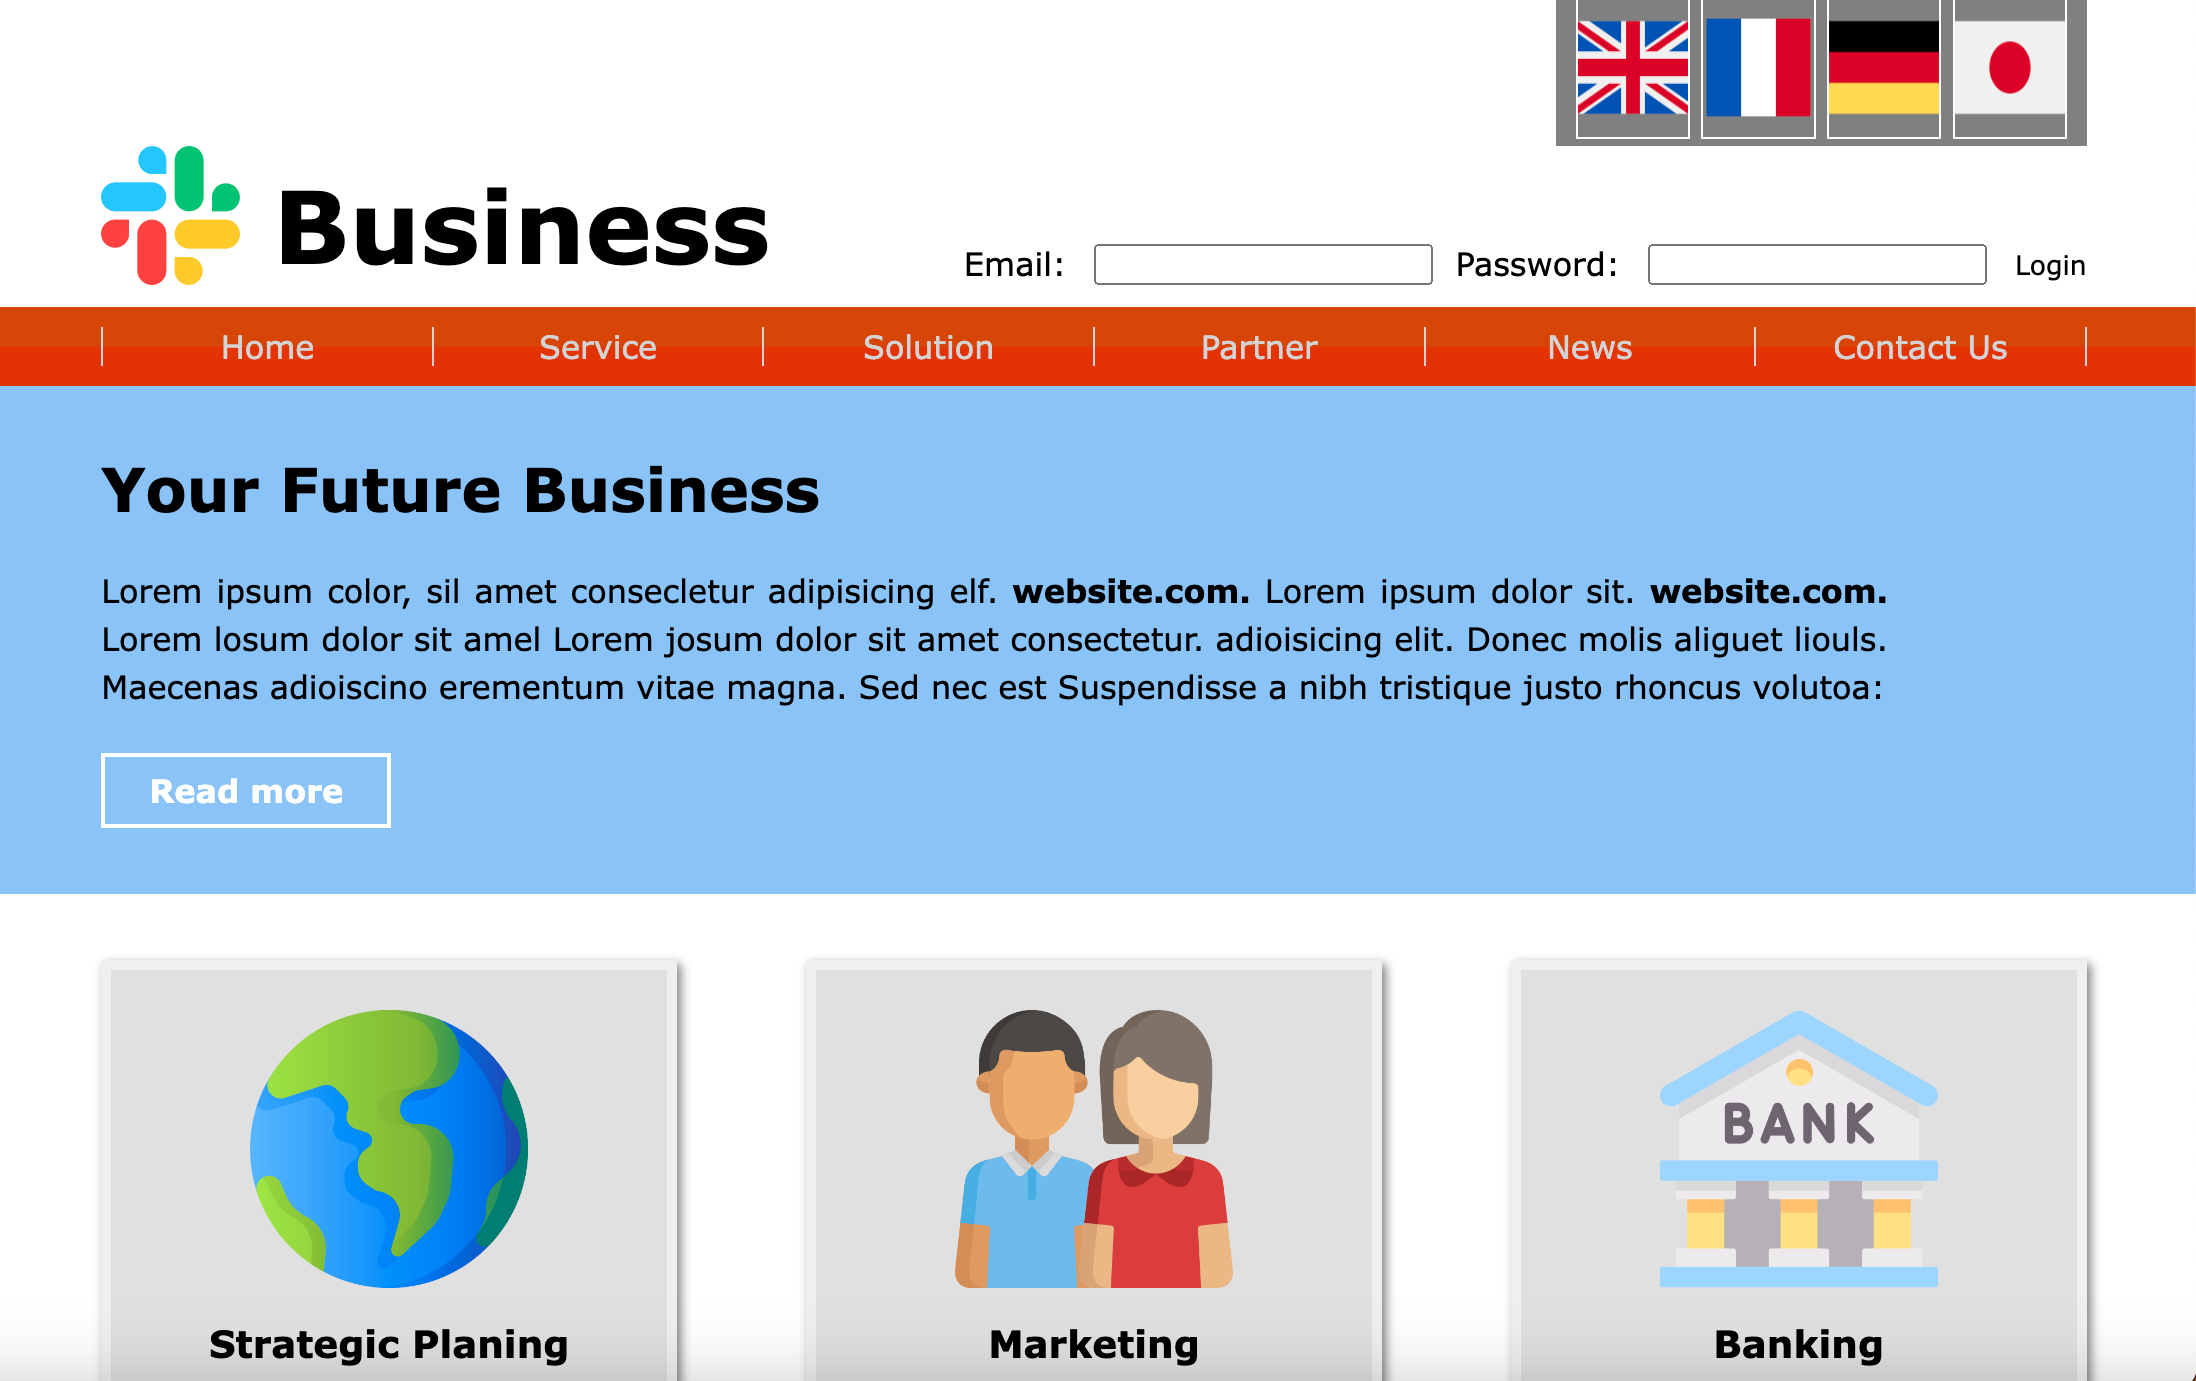 Business
Email: Password: Login
Home Service Solution Partner News Contact Us
Your Future Business
Lorem ipsum color, sil amet consecletur adipisicing elf. website.com. Lorem ipsum dolor sit. website.com.
Lorem losum dolor sit amel Lorem josum dolor sit amet consectetur. adioisicing elit. Donec molis aliguet liouls.
Maecenas adioiscino erementum vitae magna. Sed nec est Suspendisse a nibh tristique justo rhoncus volutoa:
Read more
BANK
Strategic Planing Marketing Banking